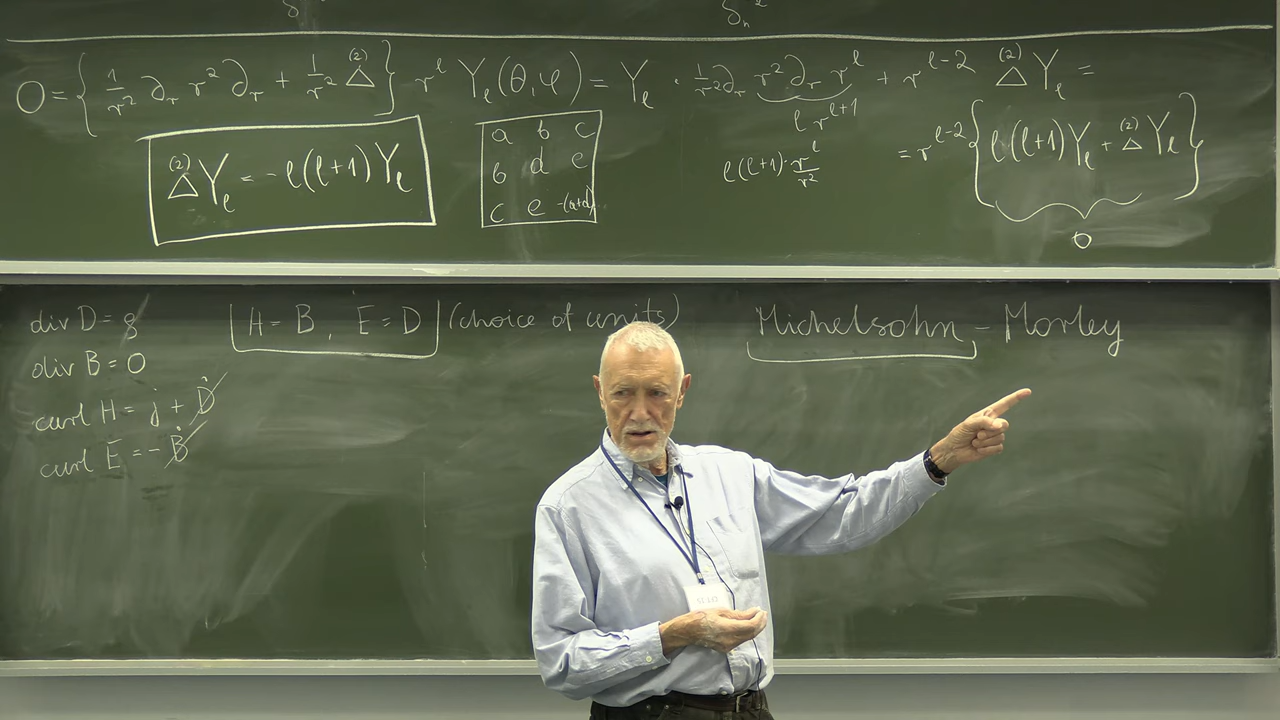 0 = { 1/r² ∂_r r² ∂_r + 1/r² Δ^(2) } r^l Y_l(θ,φ) = Y_l · 1/r² ∂_r r² ∂_r r^l + r^(l-2) Δ^(2) Y_l =
l·r^(l+1)
l(l+1)·r^l/r²
= r^(l-2) { l(l+1)Y_l + Δ^(2) Y_l }
0
Δ^(2) Y_l = -l(l+1) Y_l
a b c
b d e
c e -(a+d)
div D = ρ
div B = 0
curl H = j + Ḋ
curl E = -Ḃ
H = B, E = D (choice of units)
Michelsohn - Morley